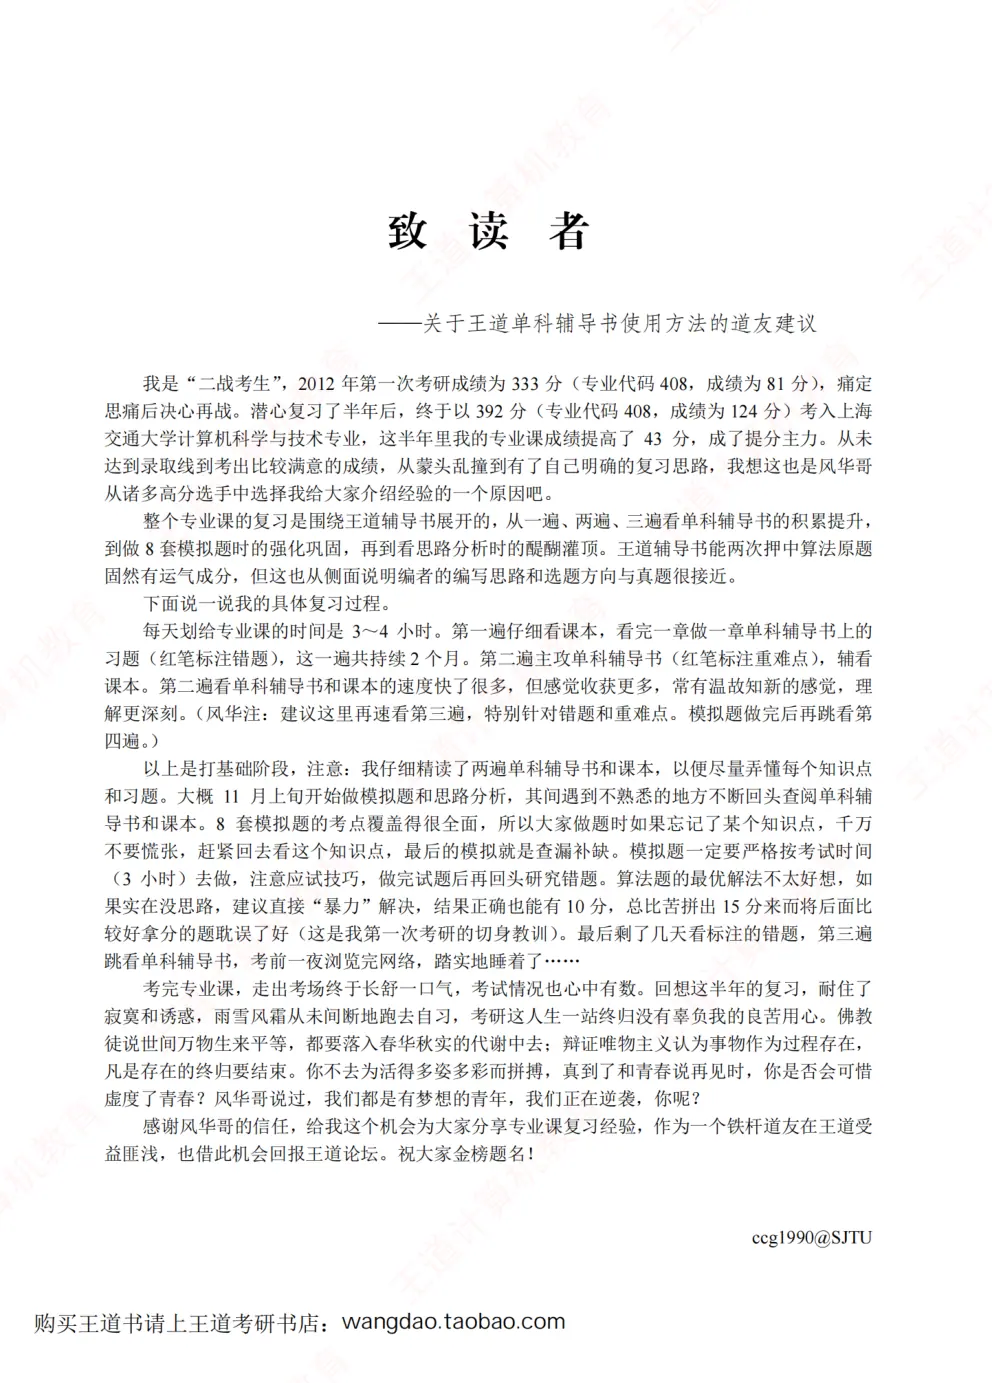 致 读 者
——关于王道单科辅导书使用方法的道友建议
我是“二战考生”，2012 年第一次考研成绩为 333 分（专业代码 408，成绩为 81 分），痛定
思痛后决心再战。潜心复习了半年后，终于以 392 分（专业代码 408，成绩为 124 分）考入上海
交通大学计算机科学与技术专业，这半年里我的专业课成绩提高了 43 分，成了提分主力。从未
达到录取线到考出比较满意的成绩，从蒙头乱撞到有了自己明确的复习思路，我想这也是风华哥
从诸多高分选手中选择我给大家介绍经验的一个原因吧。
整个专业课的复习是围绕王道辅导书展开的，从一遍、两遍、三遍看单科辅导书的积累提升，
到做 8 套模拟题时的强化巩固，再到看思路分析时的醍醐灌顶。王道辅导书能两次押中算法原题
固然有运气成分，但这也从侧面说明编者的编写思路和选题方向与真题很接近。
下面说一说我的具体复习过程。
每天划给专业课的时间是 3～4 小时。第一遍仔细看课本，看完一章做一章单科辅导书上的
习题（红笔标注错题），这一遍共持续 2 个月。第二遍主攻单科辅导书（红笔标注重难点），辅看
课本。第二遍看单科辅导书和课本的速度快了很多，但感觉收获更多，常有温故知新的感觉，理
解更深刻。（风华注：建议这里再速看第三遍，特别针对错题和重难点。模拟题做完后再跳看第
四遍。）
以上是打基础阶段，注意：我仔细精读了两遍单科辅导书和课本，以便尽量弄懂每个知识点
和习题。大概 11 月上旬开始做模拟题和思路分析，其间遇到不熟悉的地方不断回头查阅单科辅
导书和课本。8 套模拟题的考点覆盖得很全面，所以大家做题时如果忘记了某个知识点，千万
不要慌张，赶紧回去看这个知识点，最后的模拟就是查漏补缺。模拟题一定要严格按考试时间
（3 小时）去做，注意应试技巧，做完试题后再回头研究错题。算法题的最优解法不太好想，如
果实在没思路，建议直接“暴力”解决，结果正确也能有 10 分，总比苦拼出 15 分来而将后面比
较好拿分的题耽误了好（这是我第一次考研的切身教训）。最后剩了几天看标注的错题，第三遍
跳看单科辅导书，考前一夜浏览完网络，踏实地睡着了……
考完专业课，走出考场终于长舒一口气，考试情况也心中有数。回想这半年的复习，耐住了
寂寞和诱惑，雨雪风霜从未间断地跑去自习，考研这人生一站终归没有辜负我的良苦用心。佛教
徒说世间万物生来平等，都要落入春华秋实的代谢中去；辩证唯物主义认为事物作为过程存在，
凡是存在的终归要结束。你不去为活得多姿多彩而拼搏，真到了和青春说再见时，你是否会可惜
虚度了青春？风华哥说过，我们都是有梦想的青年，我们正在逆袭，你呢？
感谢风华哥的信任，给我这个机会为大家分享专业课复习经验，作为一个铁杆道友在王道受
益匪浅，也借此机会回报王道论坛。祝大家金榜题名！
ccg1990@SJTU
购买王道书请上王道考研书店：wangdao.taobao.com